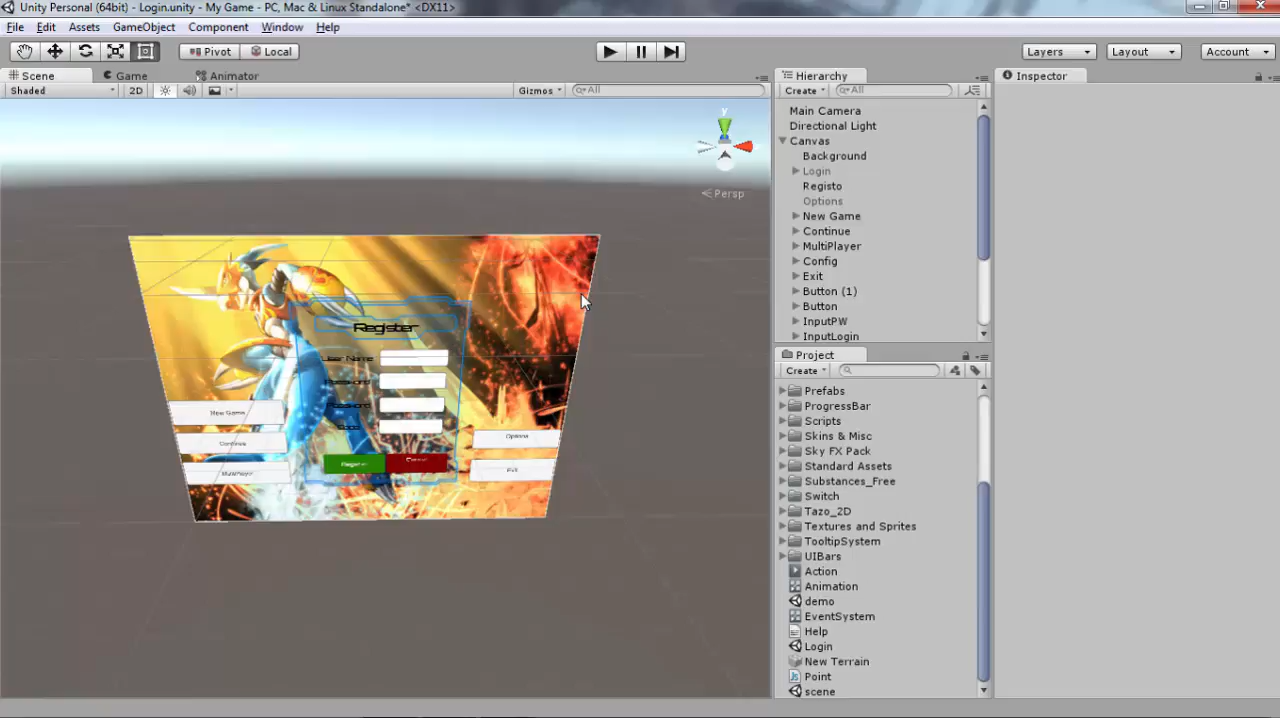 Unity Personal (64bit) - Login.unity - My Game - PC, Mac & Linux Standalone* <DX11>
File Edit Assets GameObject Component Window Help
Pivot Local Layers Layout Account
Scene Game Animator
Shaded 2D Gizmos All
y
Persp
Register
User Name
New Game
Continue
MultiPlayer
Options
Exit
Register
Hierarchy
Create All
Main Camera
Directional Light
Canvas
Background
Login
Registo
Options
New Game
Continue
MultiPlayer
Config
Exit
Button (1)
Button
InputPW
InputLogin
Project
Create
Prefabs
ProgressBar
Scripts
Skins & Misc
Sky FX Pack
Standard Assets
Substances_Free
Switch
Tazo_2D
Textures and Sprites
TooltipSystem
UIBars
Action
Animation
demo
EventSystem
Help
Login
New Terrain
Point
scene
Inspector